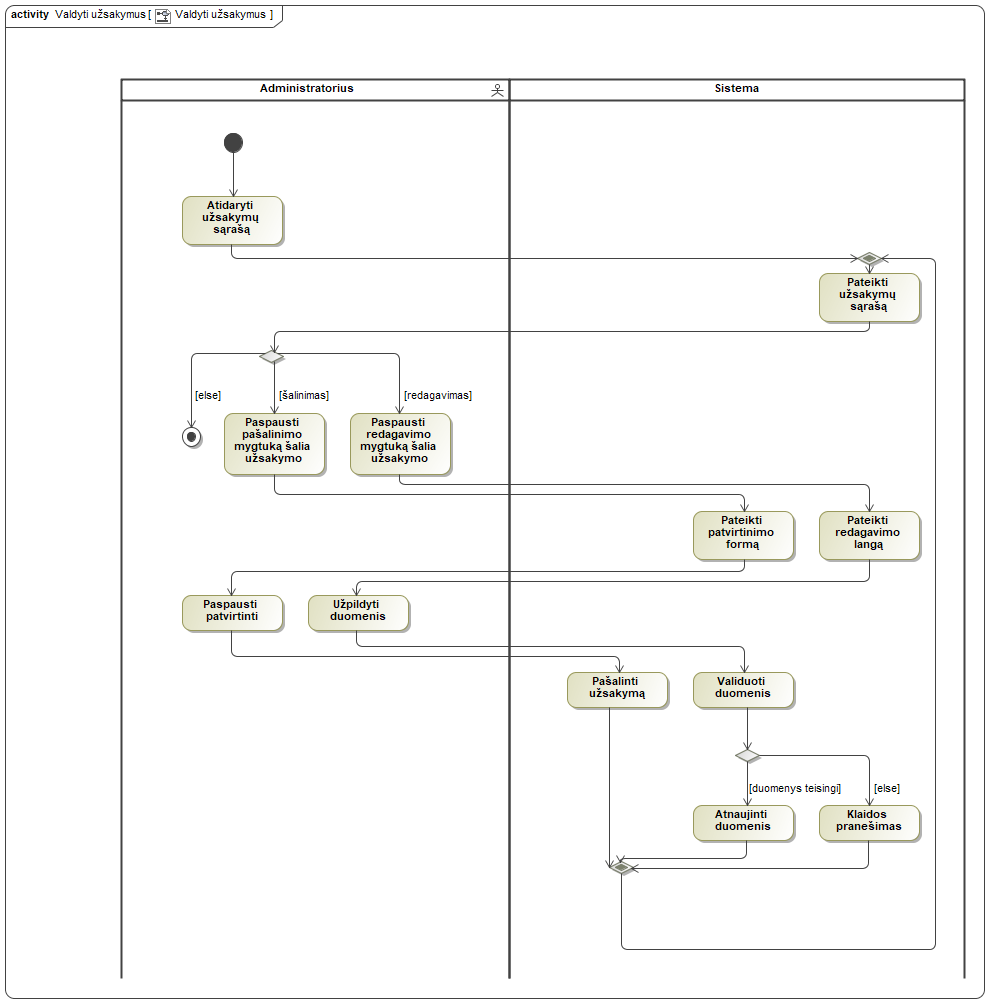 activity Valdyti užsakymus [ Valdyti užsakymus ]
Administratorius
Sistema
Atidaryti
užsakymų
sąrašą
Pateikti
užsakymų
sąrašą
[else]
[šalinimas]
[redagavimas]
Paspausti
pašalinimo
mygtuką šalia
užsakymo
Paspausti
redagavimo
mygtuką šalia
užsakymo
Pateikti
patvirtinimo
formą
Pateikti
redagavimo
langą
Paspausti
patvirtinti
Užpildyti
duomenis
Pašalinti
užsakymą
Validuoti
duomenis
[duomenys teisingi]
[else]
Atnaujinti
duomenis
Klaidos
pranešimas